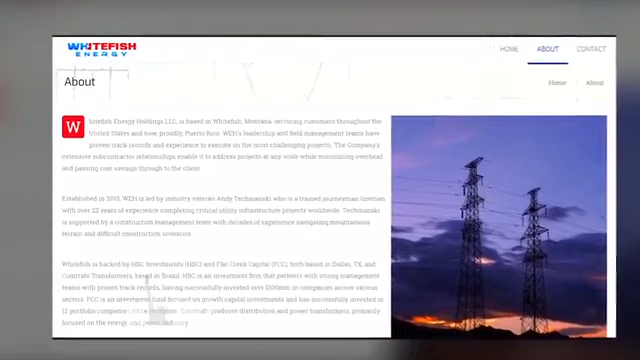 WHITEFISH
ENERGY
HOME ABOUT CONTACT
About
Home About
Whitefish Energy Holdings LLC, is based in Whitefish, Montana, servicing customers throughout the
United States and now, proudly, Puerto Rico. WEH's leadership and field management teams have
proven track records and experience to execute on the most challenging projects. The Company's
extensive subcontractor relationships enable it to address projects at any scale while minimizing overhead
and passing cost savings through to the client.
Established in 2015, WEH is led by industry veteran Andy Techmanski who is a trained journeyman lineman
with over 22 years of experience completing critical utility infrastructure projects worldwide. Techmanski
is supported by a construction management team with decades of experience navigating mountainous
terrain and difficult construction scenarios.
Whitefish is backed by HBC Investments (HBC) and Flat Creek Capital (FCC), both based in Dallas, TX, and
Comtrafo Transformers, based in Brazil. HBC is an investment firm that partners with strong management
teams with proven track records, having successfully invested over in companies across various
sectors. FCC is an investment fund focused on growth capital investments and has successfully invested in
12 portfolio companies Comtrafo produces distribution and power transformers, primarily
focused on the energy and power industry.